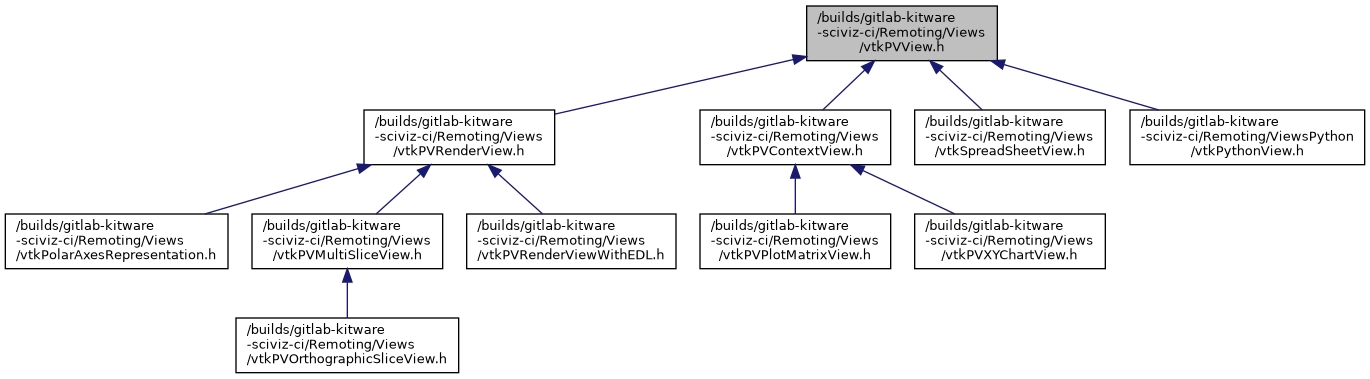 /builds/gitlab-kitware
-sciviz-ci/Remoting/Views
/vtkPVView.h
/builds/gitlab-kitware
-sciviz-ci/Remoting/Views
/vtkPVRenderView.h
/builds/gitlab-kitware
-sciviz-ci/Remoting/Views
/vtkPVContextView.h
/builds/gitlab-kitware
-sciviz-ci/Remoting/Views
/vtkSpreadSheetView.h
/builds/gitlab-kitware
-sciviz-ci/Remoting/ViewsPython
/vtkPythonView.h
/builds/gitlab-kitware
-sciviz-ci/Remoting/Views
/vtkPolarAxesRepresentation.h
/builds/gitlab-kitware
-sciviz-ci/Remoting/Views
/vtkPVMultiSliceView.h
/builds/gitlab-kitware
-sciviz-ci/Remoting/Views
/vtkPVRenderViewWithEDL.h
/builds/gitlab-kitware
-sciviz-ci/Remoting/Views
/vtkPVPlotMatrixView.h
/builds/gitlab-kitware
-sciviz-ci/Remoting/Views
/vtkPVXYChartView.h
/builds/gitlab-kitware
-sciviz-ci/Remoting/Views
/vtkPVOrthographicSliceView.h